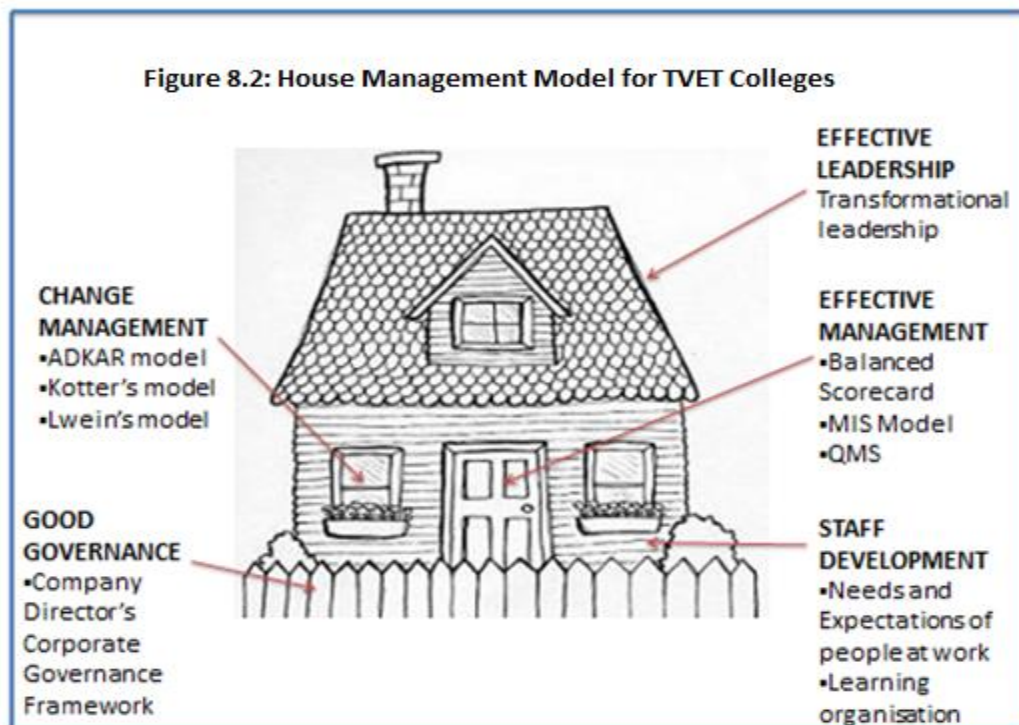 Figure 8.2: House Management Model for TVET Colleges
EFFECTIVE
LEADERSHIP
Transformational
leadership
CHANGE
MANAGEMENT
▪ADKAR model
▪Kotter's model
▪Lwein's model
EFFECTIVE
MANAGEMENT
▪Balanced
Scorecard
▪MIS Model
▪QMS
GOOD
GOVERNANCE
▪Company
Director's
Corporate
Governance
Framework
STAFF
DEVELOPMENT
▪Needs and
Expectations of
people at work
▪Learning
organisation